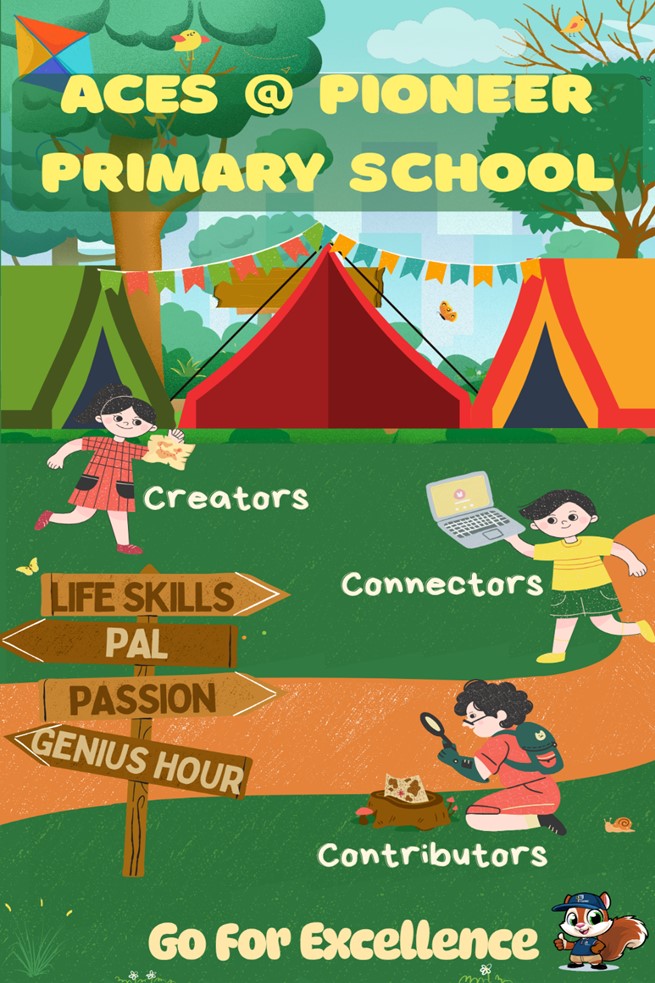 ACES @ PIONEER
PRIMARY SCHOOL
Creators
Connectors
LIFE SKILLS
PAL
PASSION
GENIUS HOUR
Contributors
Go For Excellence